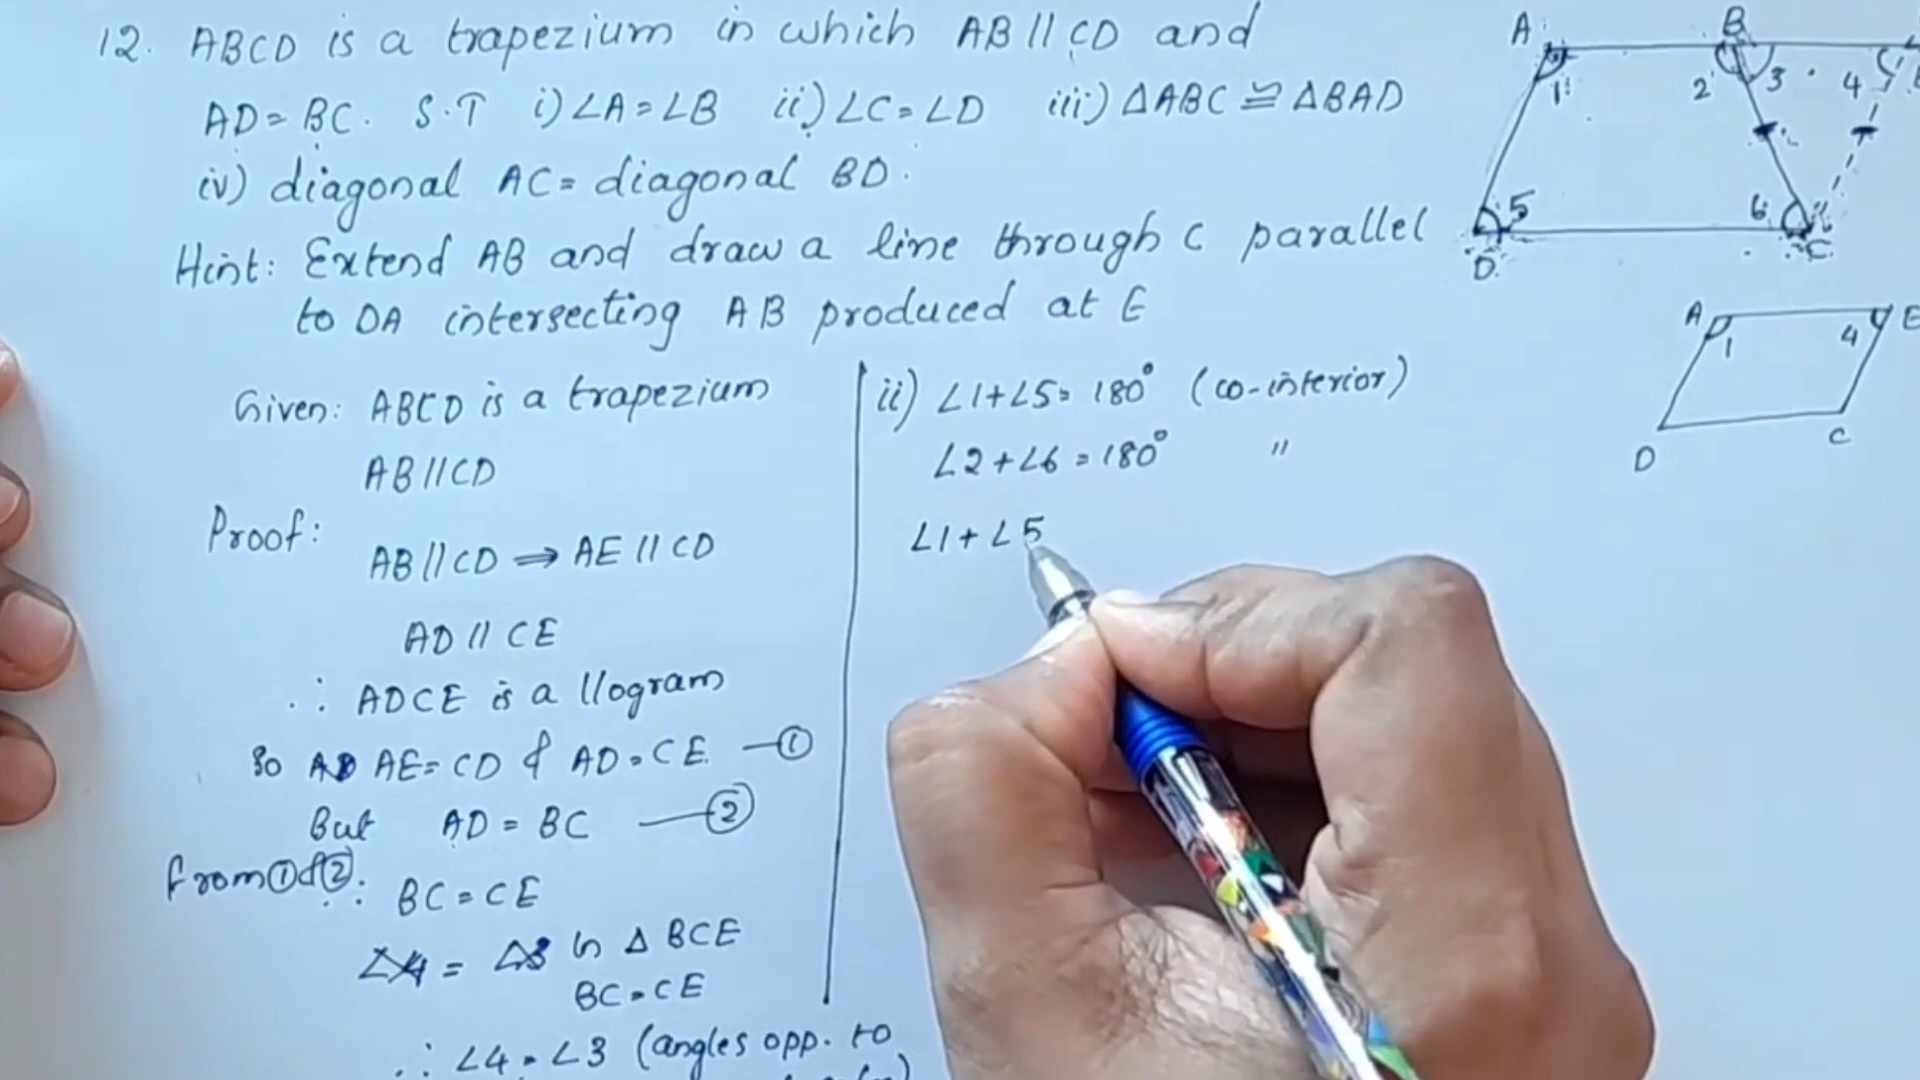 12. ABCD is a trapezium in which AB // CD and
AD = BC. S.T i) ∠A = ∠B ii) ∠C = ∠D iii) △ABC ≅ △BAD
iv) diagonal AC = diagonal BD.
Hint: Extend AB and draw a line through C parallel
to DA intersecting AB produced at E
Given: ABCD is a trapezium
AB // CD
Proof:
AB // CD ⟹ AE // CD
AD // CE
∴ ADCE is a llogram
So AE = CD & AD = CE. —①
But AD = BC —②
from ① & ②.
∴ BC = CE
In △ BCE
BC = CE
∴ ∠4 = ∠3 (angles opp. to
ii) ∠1 + ∠5 = 180° (co-interior)
∠2 + ∠6 = 180° "
∠1 + ∠5
A B
1 2 3 4
5 6
D. C.
A E
1 4
D C